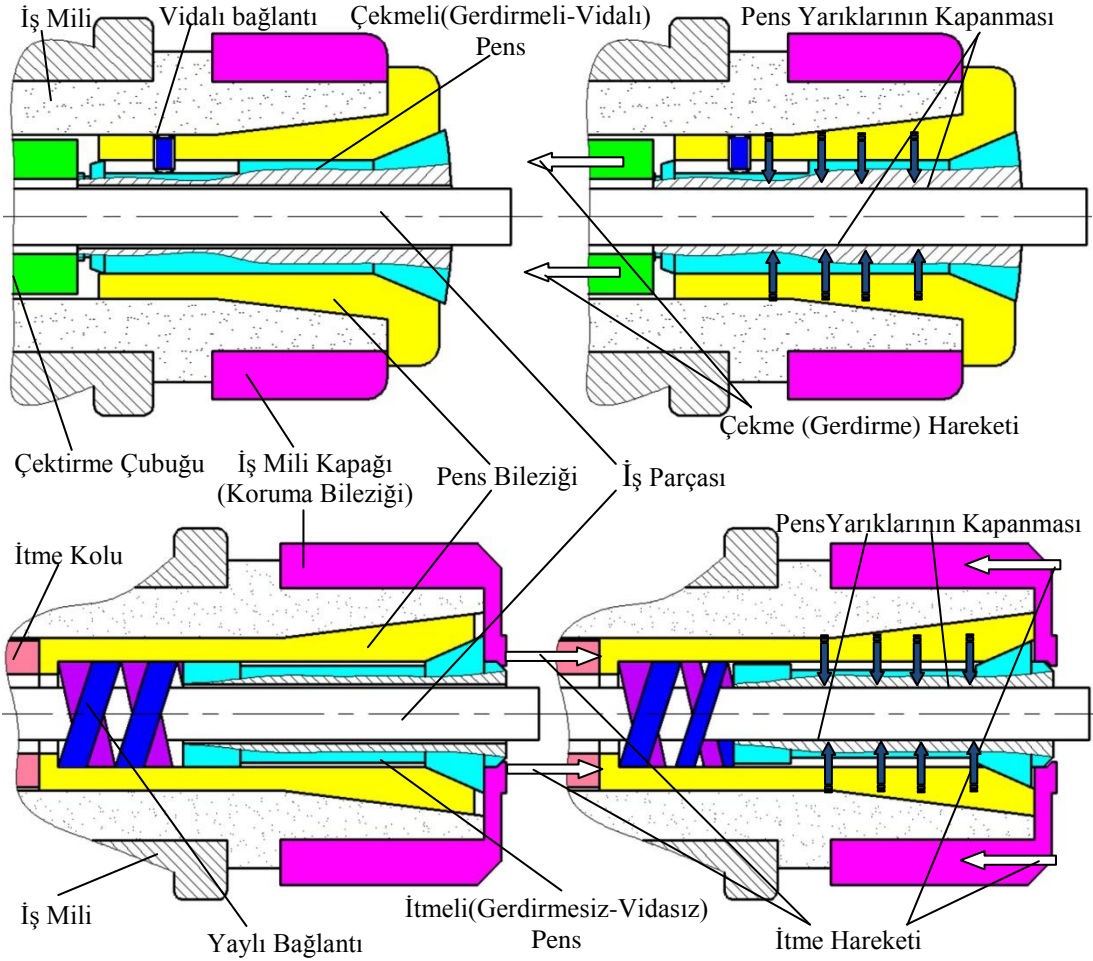 İş Mili
Vidalı bağlantı
Çekmeli(Gerdirmeli-Vidalı)
Pens
Pens Yarıklarının Kapanması
Çekme (Gerdirme) Hareketi
Çektirme Çubuğu
İş Mili Kapağı
(Koruma Bileziği)
Pens Bileziği
İş Parçası
İtme Kolu
PensYarıklarının Kapanması
İş Mili
Yaylı Bağlantı
İtmeli(Gerdirmesiz-Vidasız)
Pens
İtme Hareketi